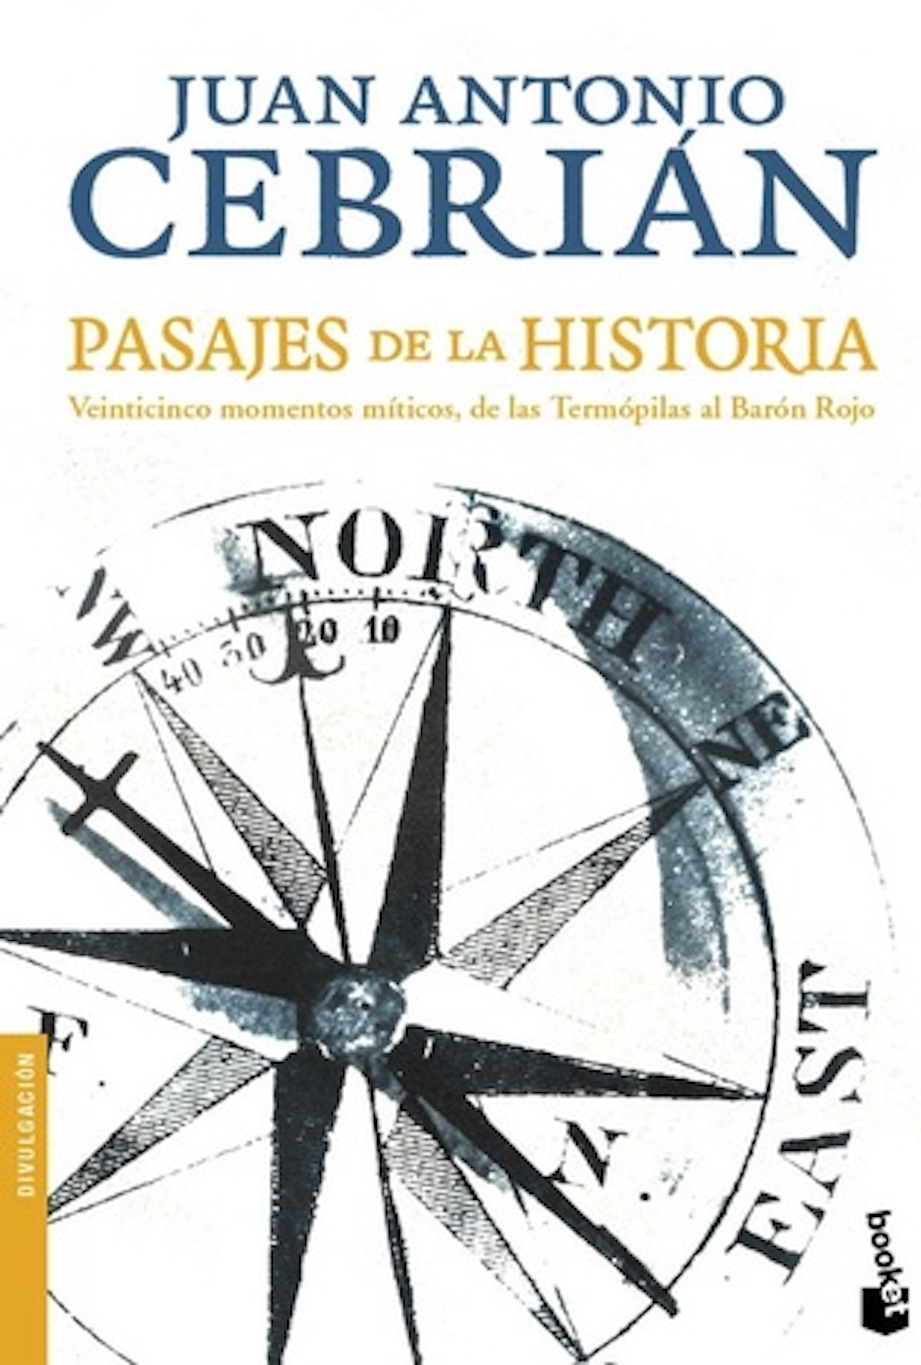 JUAN ANTONIO
CEBRIÁN
PASAJES DE LA HISTORIA
Veinticinco momentos míticos, de las Termópilas al Barón Rojo
NORTH
NW
40 30 20 10
NE
EAST
F
N
DIVULGACIÓN
booket